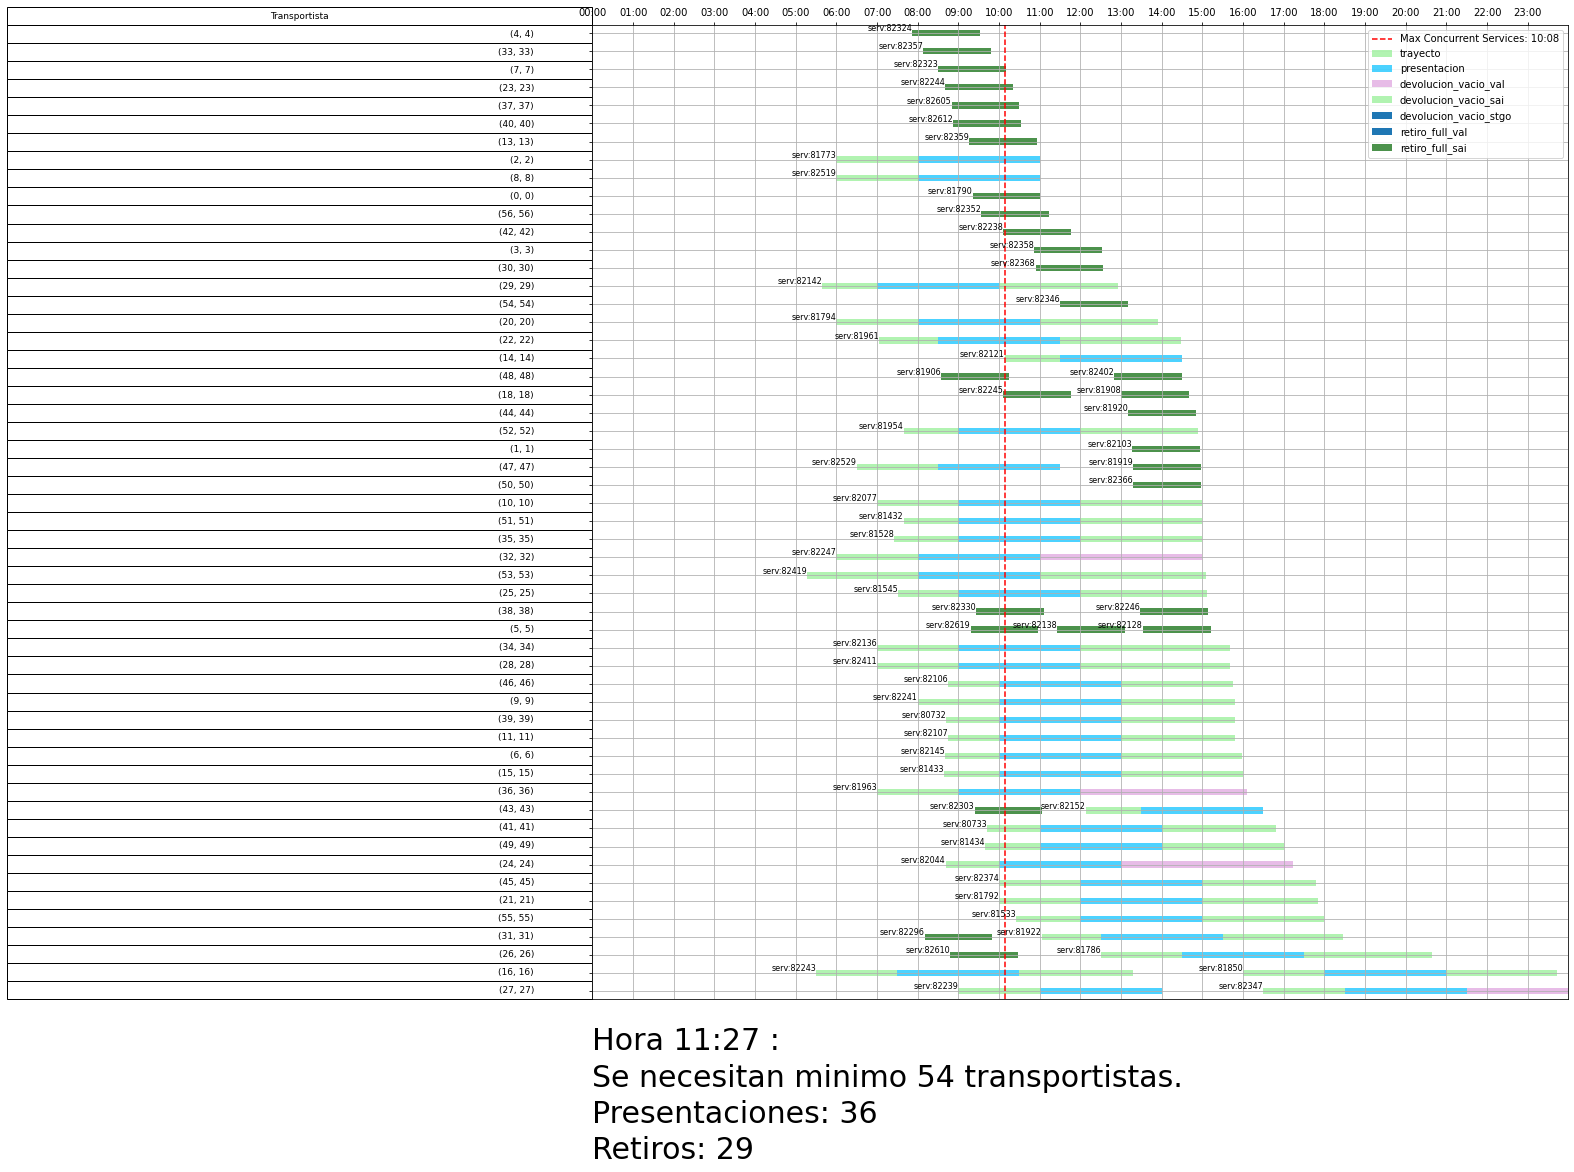 Transportista
00:00 01:00 02:00 03:00 04:00 05:00 06:00 07:00 08:00 09:00 10:00 11:00 12:00 13:00 14:00 15:00 16:00 17:00 18:00 19:00 20:00 21:00 22:00 23:00
Max Concurrent Services: 10:08
trayecto
presentacion
devolucion_vacio_val
devolucion_vacio_sai
devolucion_vacio_stgo
retiro_full_val
retiro_full_sai
(4, 4) serv:82324
(33, 33) serv:82357
(7, 7) serv:82323
(23, 23) serv:82244
(37, 37) serv:82605
(40, 40) serv:82612
(13, 13) serv:82359
(2, 2) serv:81773
(8, 8) serv:82519
(0, 0) serv:81790
(56, 56) serv:82352
(42, 42) serv:82238
(3, 3) serv:82358
(30, 30) serv:82368
(29, 29) serv:82142
(54, 54) serv:82346
(20, 20) serv:81794
(22, 22) serv:81961
(14, 14) serv:82121
(48, 48) serv:81906 serv:82402
(18, 18) serv:82245 serv:81908
(44, 44) serv:81920
(52, 52) serv:81954
(1, 1) serv:82103
(47, 47) serv:82529 serv:81919
(50, 50) serv:82366
(10, 10) serv:82077
(51, 51) serv:81432
(35, 35) serv:81528
(32, 32) serv:82247
(53, 53) serv:82419
(25, 25) serv:81545
(38, 38) serv:82330 serv:82246
(5, 5) serv:82619 serv:82138 serv:82128
(34, 34) serv:82136
(28, 28) serv:82411
(46, 46) serv:82106
(9, 9) serv:82241
(39, 39) serv:80732
(11, 11) serv:82107
(6, 6) serv:82145
(15, 15) serv:81433
(36, 36) serv:81963
(43, 43) serv:82303 serv:82152
(41, 41) serv:80733
(49, 49) serv:81434
(24, 24) serv:82044
(45, 45) serv:82374
(21, 21) serv:81792
(55, 55) serv:81533
(31, 31) serv:82296 serv:81922
(26, 26) serv:82610 serv:81786
(16, 16) serv:82243 serv:81850
(27, 27) serv:82239 serv:82347
Hora 11:27 :
Se necesitan minimo 54 transportistas.
Presentaciones: 36
Retiros: 29